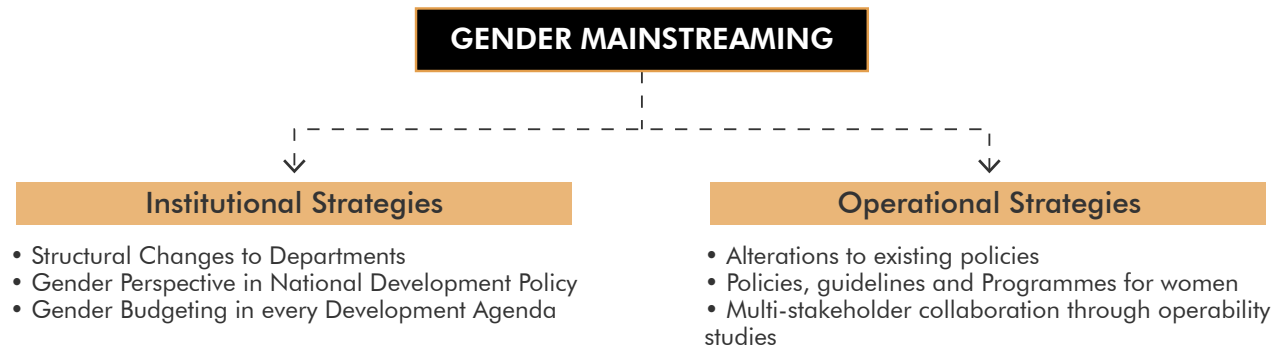 GENDER MAINSTREAMING
Institutional Strategies
• Structural Changes to Departments
• Gender Perspective in National Development Policy
• Gender Budgeting in every Development Agenda
Operational Strategies
• Alterations to existing policies
• Policies, guidelines and Programmes for women
• Multi-stakeholder collaboration through operability
studies